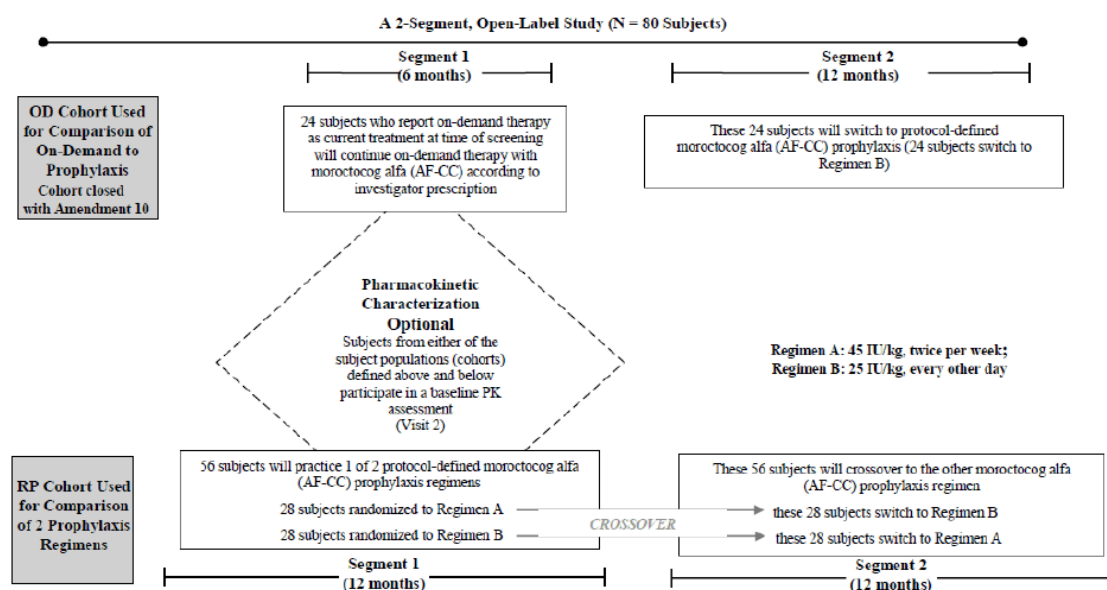 A 2-Segment, Open-Label Study (N = 80 Subjects)
Segment 1
(6 months)
Segment 2
(12 months)
OD Cohort Used
for Comparison of
On-Demand to
Prophylaxis
Cohort closed
with Amendment 10
24 subjects who report on-demand therapy
as current treatment at time of screening
will continue on-demand therapy with
moroctocog alfa (AF-CC) according to
investigator prescription
These 24 subjects will switch to protocol-defined
moroctocog alfa (AF-CC) prophylaxis (24 subjects switch to
Regimen B)
Pharmacokinetic
Characterization
Optional
Subjects from either of the
subject populations (cohorts)
defined above and below
participate in a baseline PK
assessment
(Visit 2)
Regimen A: 45 IU/kg, twice per week;
Regimen B: 25 IU/kg, every other day
RP Cohort Used
for Comparison
of 2 Prophylaxis
Regimens
56 subjects will practice 1 of 2 protocol-defined moroctocog alfa
(AF-CC) prophylaxis regimens
28 subjects randomized to Regimen A
28 subjects randomized to Regimen B
CROSSOVER
These 56 subjects will crossover to the other moroctocog alfa
(AF-CC) prophylaxis regimen
these 28 subjects switch to Regimen B
these 28 subjects switch to Regimen A
Segment 1
(12 months)
Segment 2
(12 months)